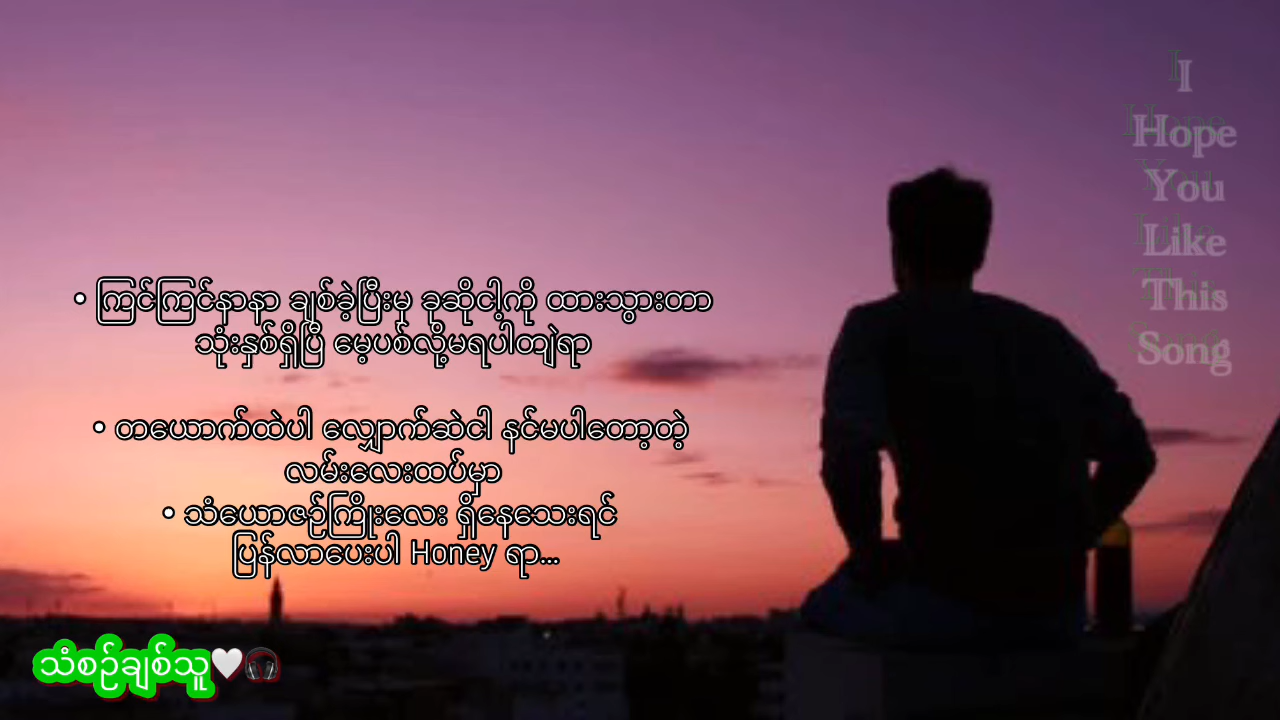 • ကြင်ကြင်နာနာ ချစ်ခဲ့ပြီးမှ ခုဆိုငါ့ကို ထားသွားတာ
သုံးနှစ်ရှိပြီ မေ့ပစ်လို့မရပါတျဲရာ
• တယောက်ထဲပါ လျှောက်ဆဲငါ နင်မပါတော့တဲ့
လမ်းလေးထပ်မှာ
• သံယောဇဉ်ကြိုးလေး ရှိနေသေးရင်
ပြန်လာပေးပါ Honey ရာ...
သံစဉ်ချစ်သူ🤍🎧
I
Hope
You
Like
This
Song